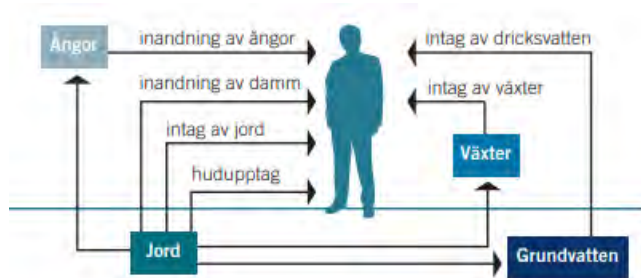 Ångor
inandning av ångor
intag av dricksvatten
inandning av damm
intag av växter
intag av jord
Växter
hudupptag
Jord
Grundvatten